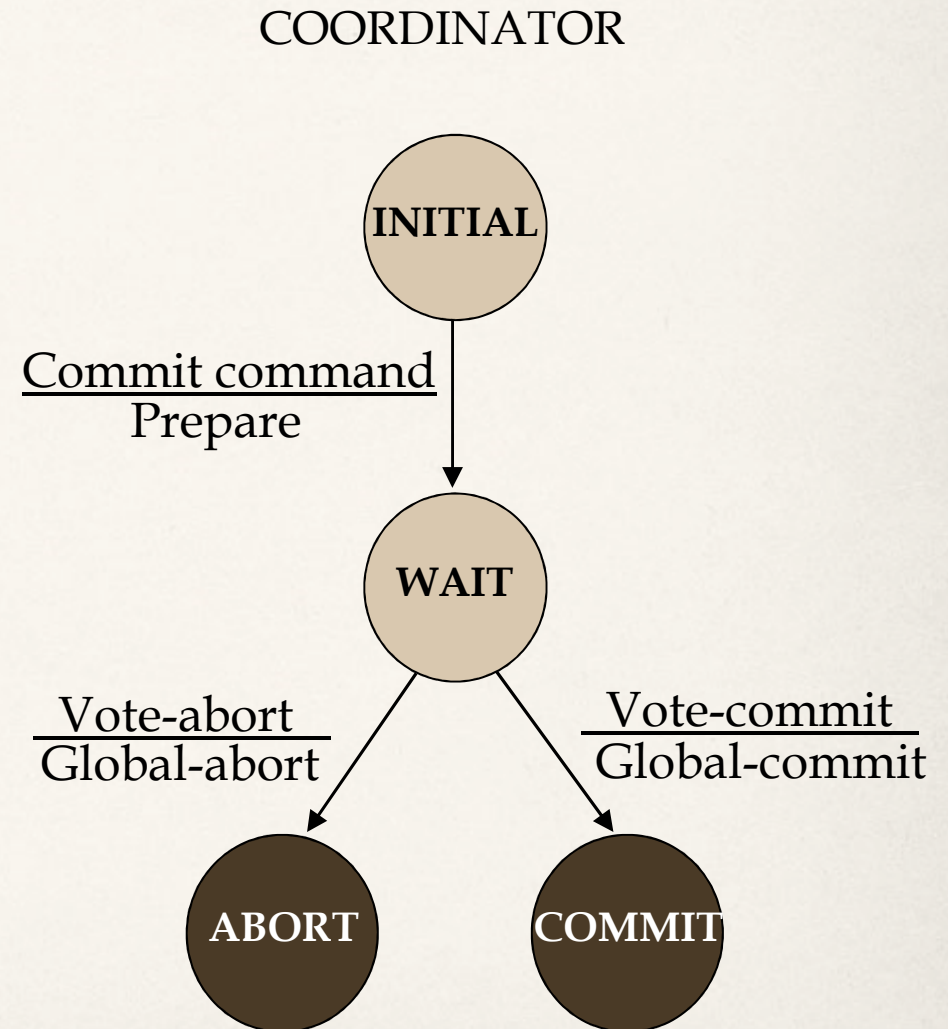 COORDINATOR
INITIAL
Commit command
Prepare
WAIT
Vote-abort
Global-abort
Vote-commit
Global-commit
ABORT
COMMIT